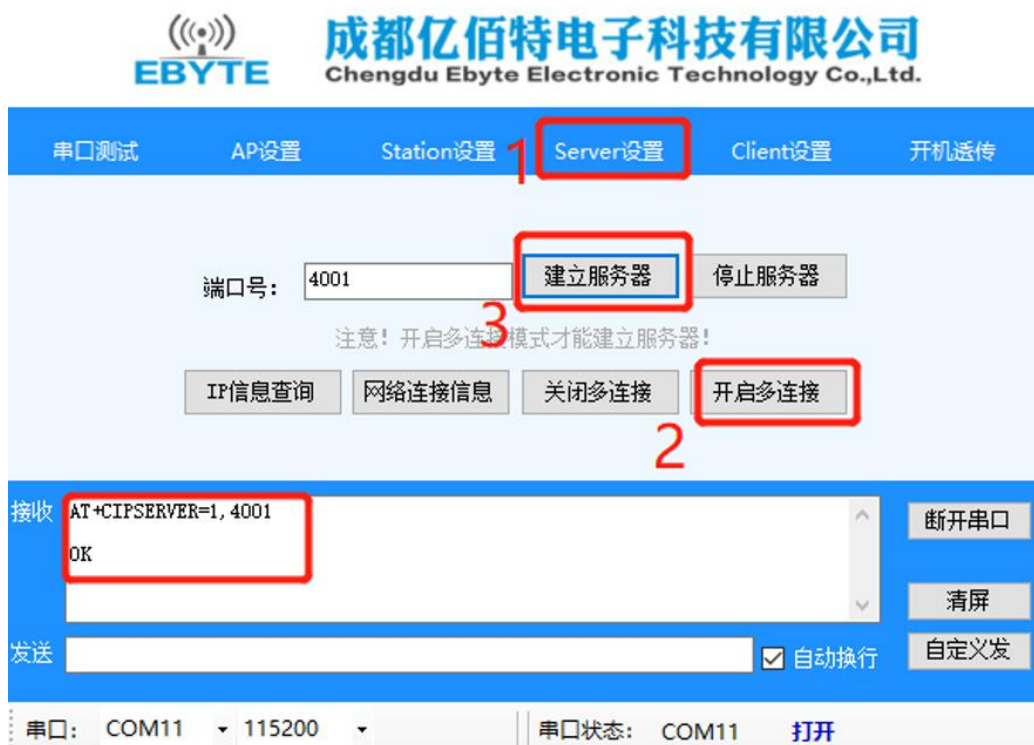 EBYTE
成都亿佰特电子科技有限公司
Chengdu Ebyte Electronic Technology Co.,Ltd.
串口测试 AP设置 Station设置 1 Server设置 Client设置 开机透传
端口号: 4001 建立服务器 停止服务器
3
注意! 开启多连接模式才能建立服务器!
IP信息查询 网络连接信息 关闭多连接 开启多连接
2
接收 AT+CIPSERVER=1,4001 断开串口
OK
清屏
发送 自动换行 自定义发
串口: COM11 115200 串口状态: COM11 打开